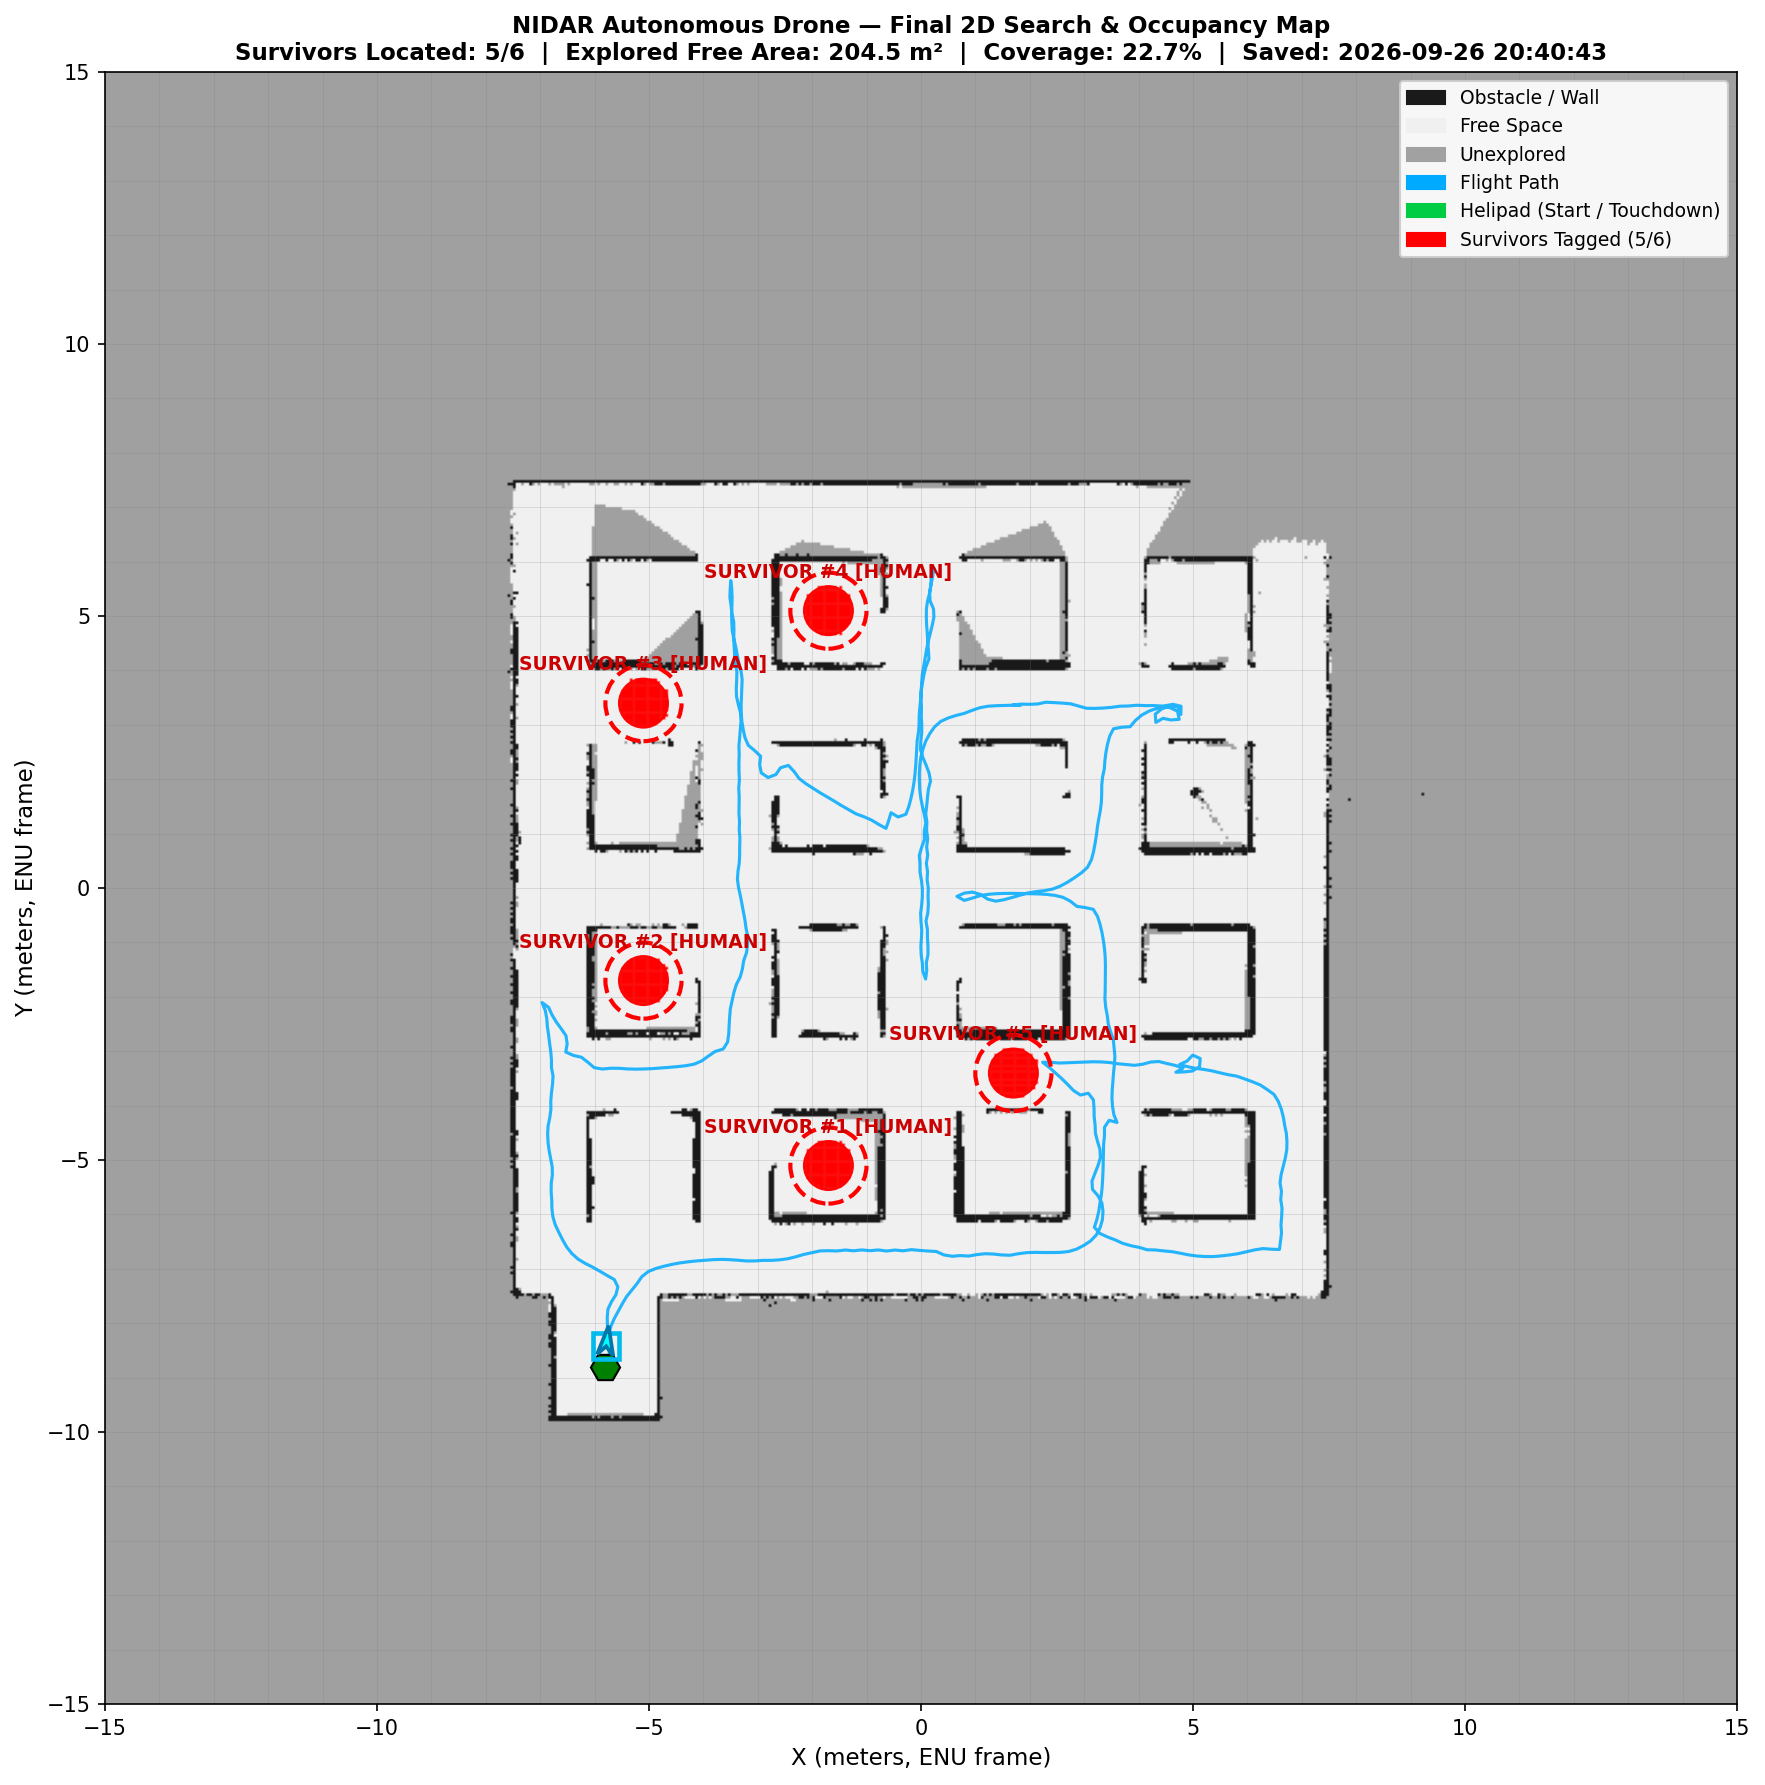 NIDAR Autonomous Drone — Final 2D Search & Occupancy Map
Survivors Located: 5/6 | Explored Free Area: 204.5 m² | Coverage: 22.7% | Saved: 2026-09-26 20:40:43
Obstacle / Wall
Free Space
Unexplored
Flight Path
Helipad (Start / Touchdown)
Survivors Tagged (5/6)
SURVIVOR #4 [HUMAN]
SURVIVOR #3 [HUMAN]
SURVIVOR #2 [HUMAN]
SURVIVOR #5 [HUMAN]
SURVIVOR #1 [HUMAN]
15
10
5
0
−5
−10
−15
Y (meters, ENU frame)
−15
−10
−5
0
5
10
15
X (meters, ENU frame)